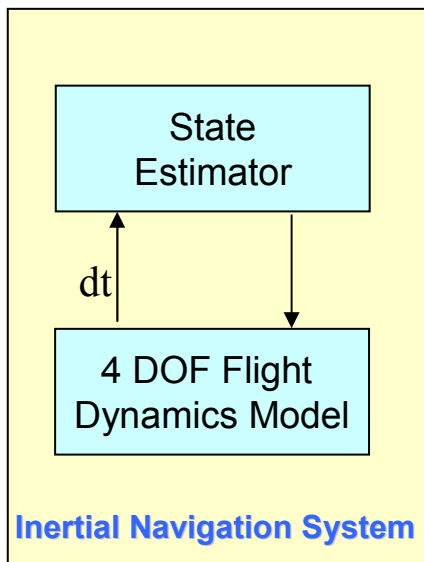 State
Estimator
dt
4 DOF Flight
Dynamics Model
Inertial Navigation System